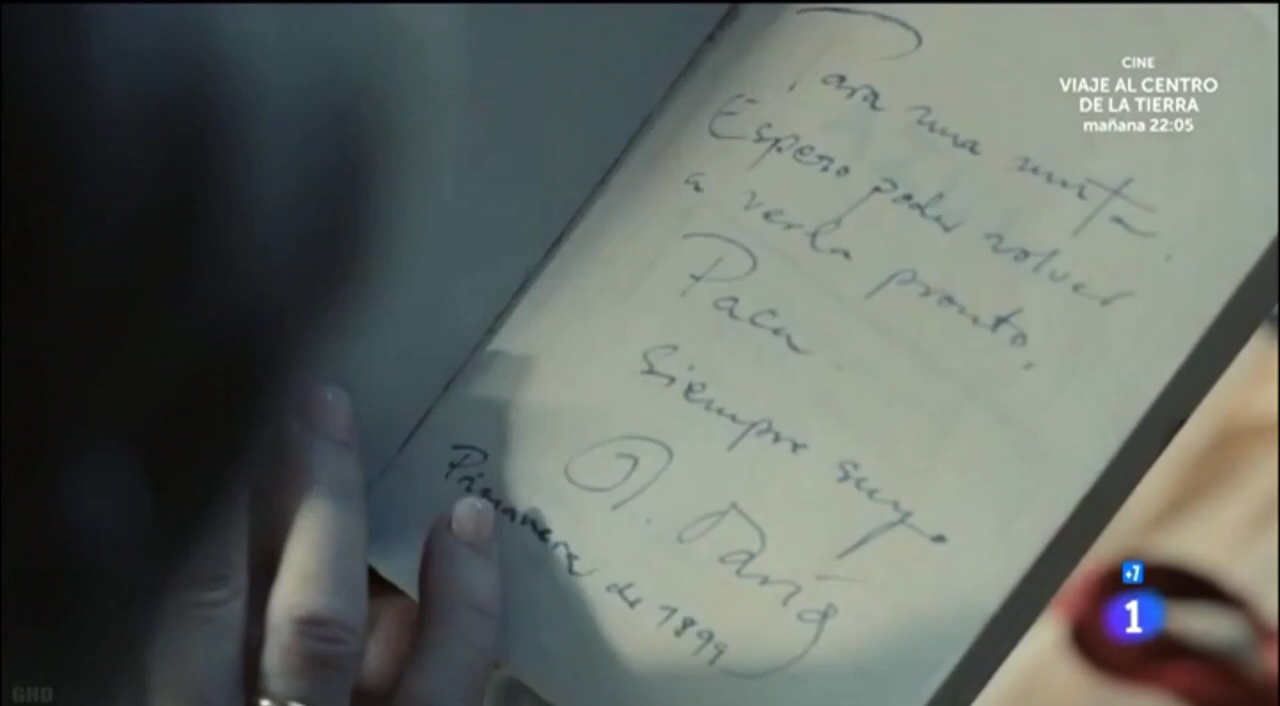 Para una
Espero poder volver
a verla pronto,
Paca
Siempre suyo.
R. Darío
Primavera de 1899
CINE
VIAJE AL CENTRO
DE LA TIERRA
mañana 22:05
+7
1
GHD